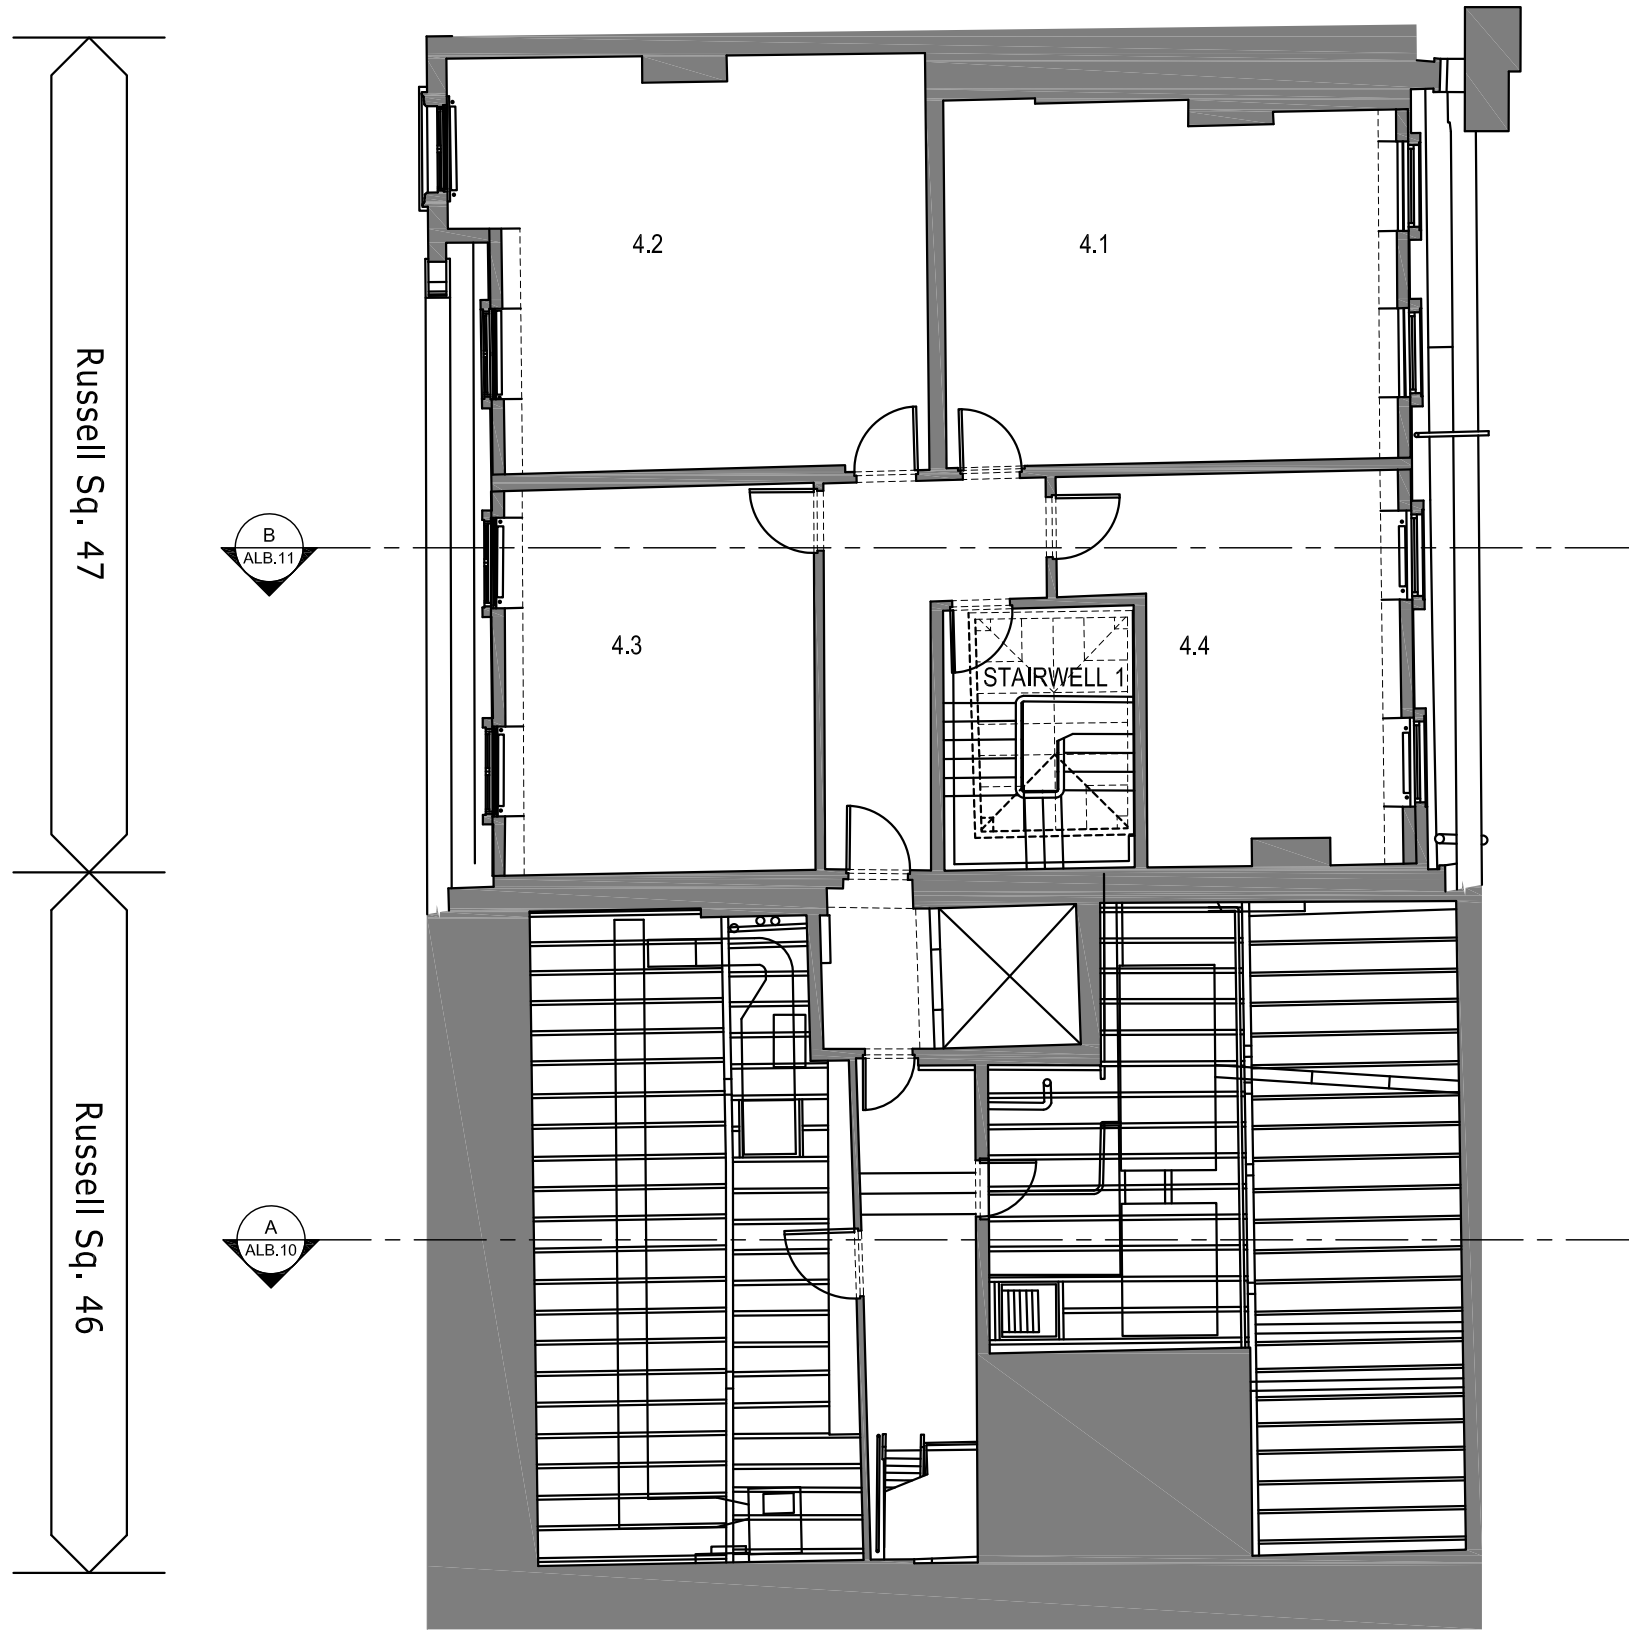 4.2
4.1
Russell Sq. 47
B
ALB.11
4.3
4.4
STAIRWELL 1
Russell Sq. 46
A
ALB.10